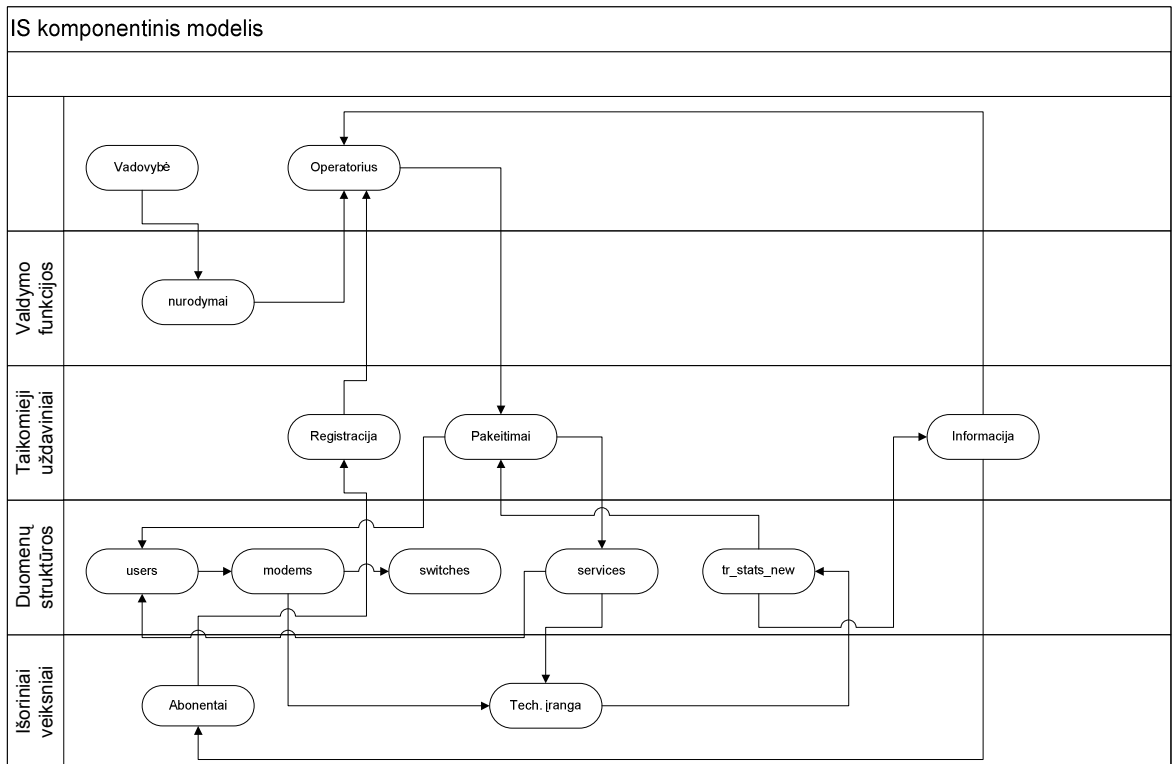 IS komponentinis modelis
Vadovybė
Operatorius
Valdymo
funkcijos
nurodymai
Taikomieji
uždaviniai
Registracija
Pakeitimai
Informacija
Duomenų
struktūros
users
modems
switches
services
tr_stats_new
Išoriniai
veiksniai
Abonentai
Tech. įranga